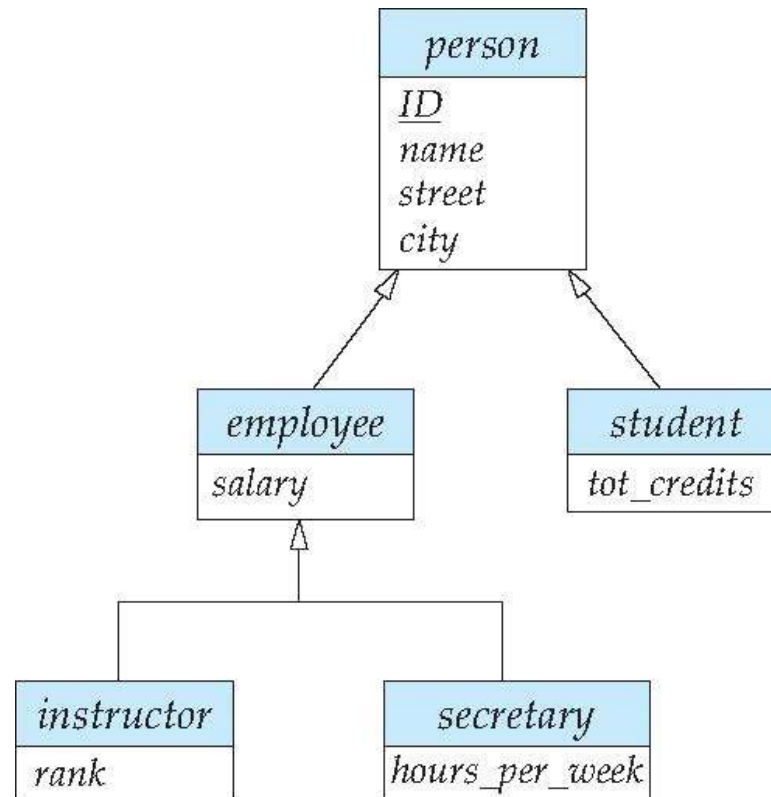 person
ID
name
street
city
employee
salary
student
tot_credits
instructor
rank
secretary
hours_per_week